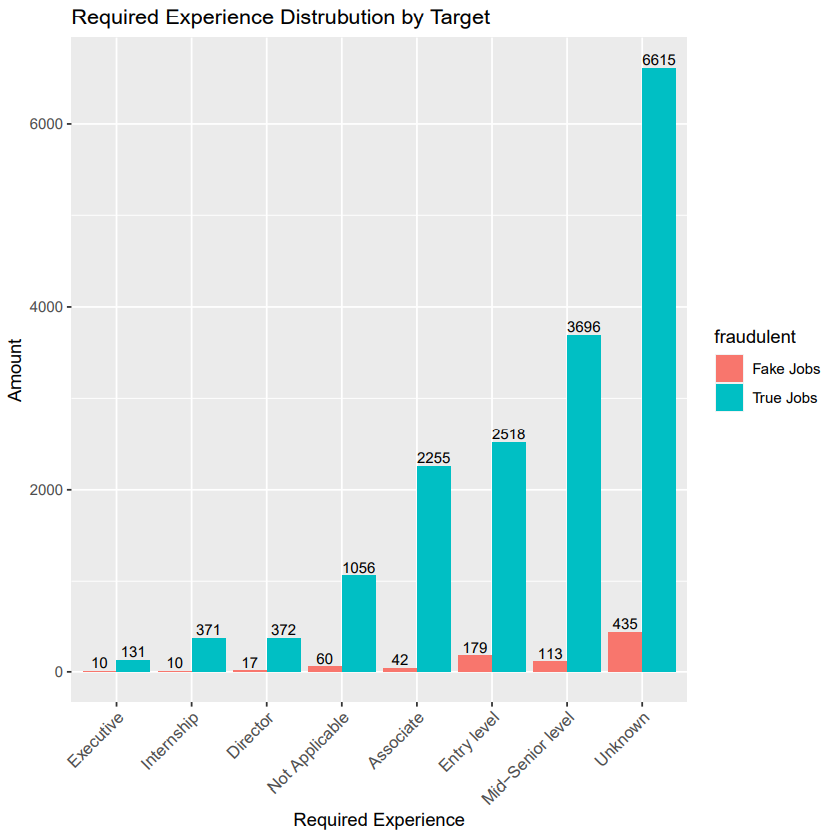 Required Experience Distrubution by Target
Amount
6000
4000
2000
0
10
131
10
371
17
372
60
1056
42
2255
179
2518
113
3696
435
6615
Executive
Internship
Director
Not Applicable
Associate
Entry level
Mid−Senior level
Unknown
Required Experience
fraudulent
Fake Jobs
True Jobs